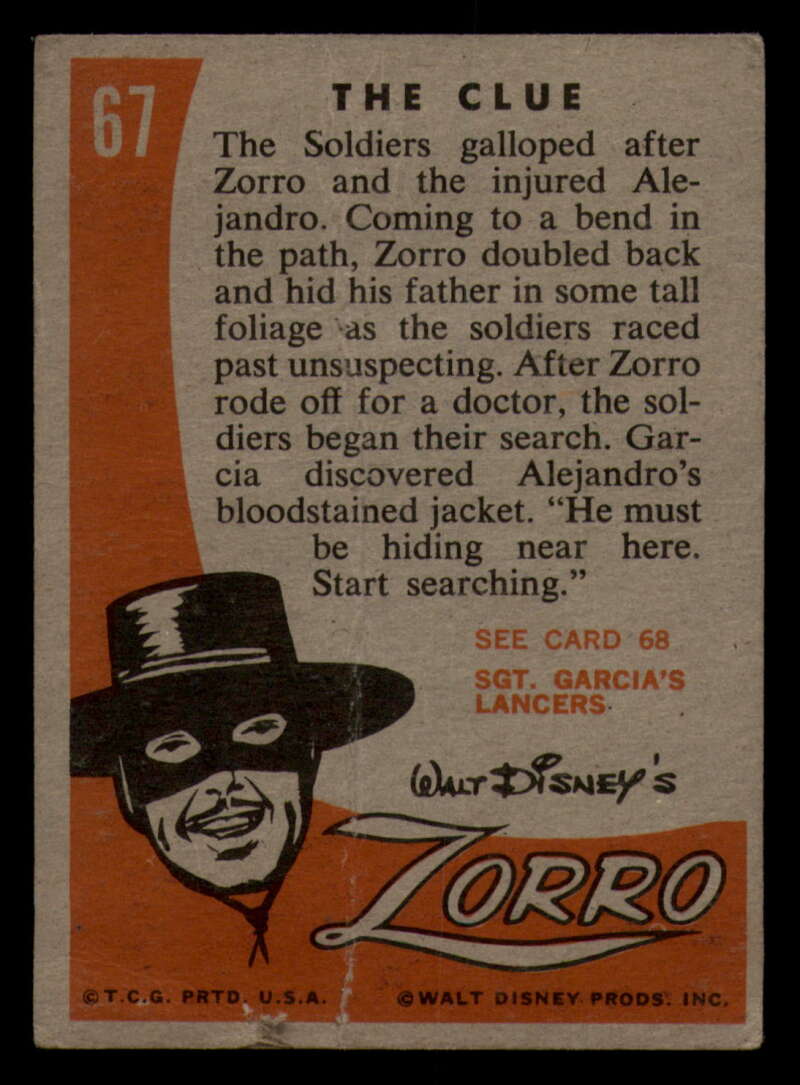 67
THE CLUE
The Soldiers galloped after
Zorro and the injured Ale-
jandro. Coming to a bend in
the path, Zorro doubled back
and hid his father in some tall
foliage as the soldiers raced
past unsuspecting. After Zorro
rode off for a doctor, the sol-
diers began their search. Gar-
cia discovered Alejandro's
bloodstained jacket. "He must
be hiding near here.
Start searching."
SEE CARD 68
SGT. GARCIA'S
LANCERS
WALT DISNEY'S
ZORRO
©T.C.G. PRTD. U.S.A.
©WALT DISNEY PRODS. INC.